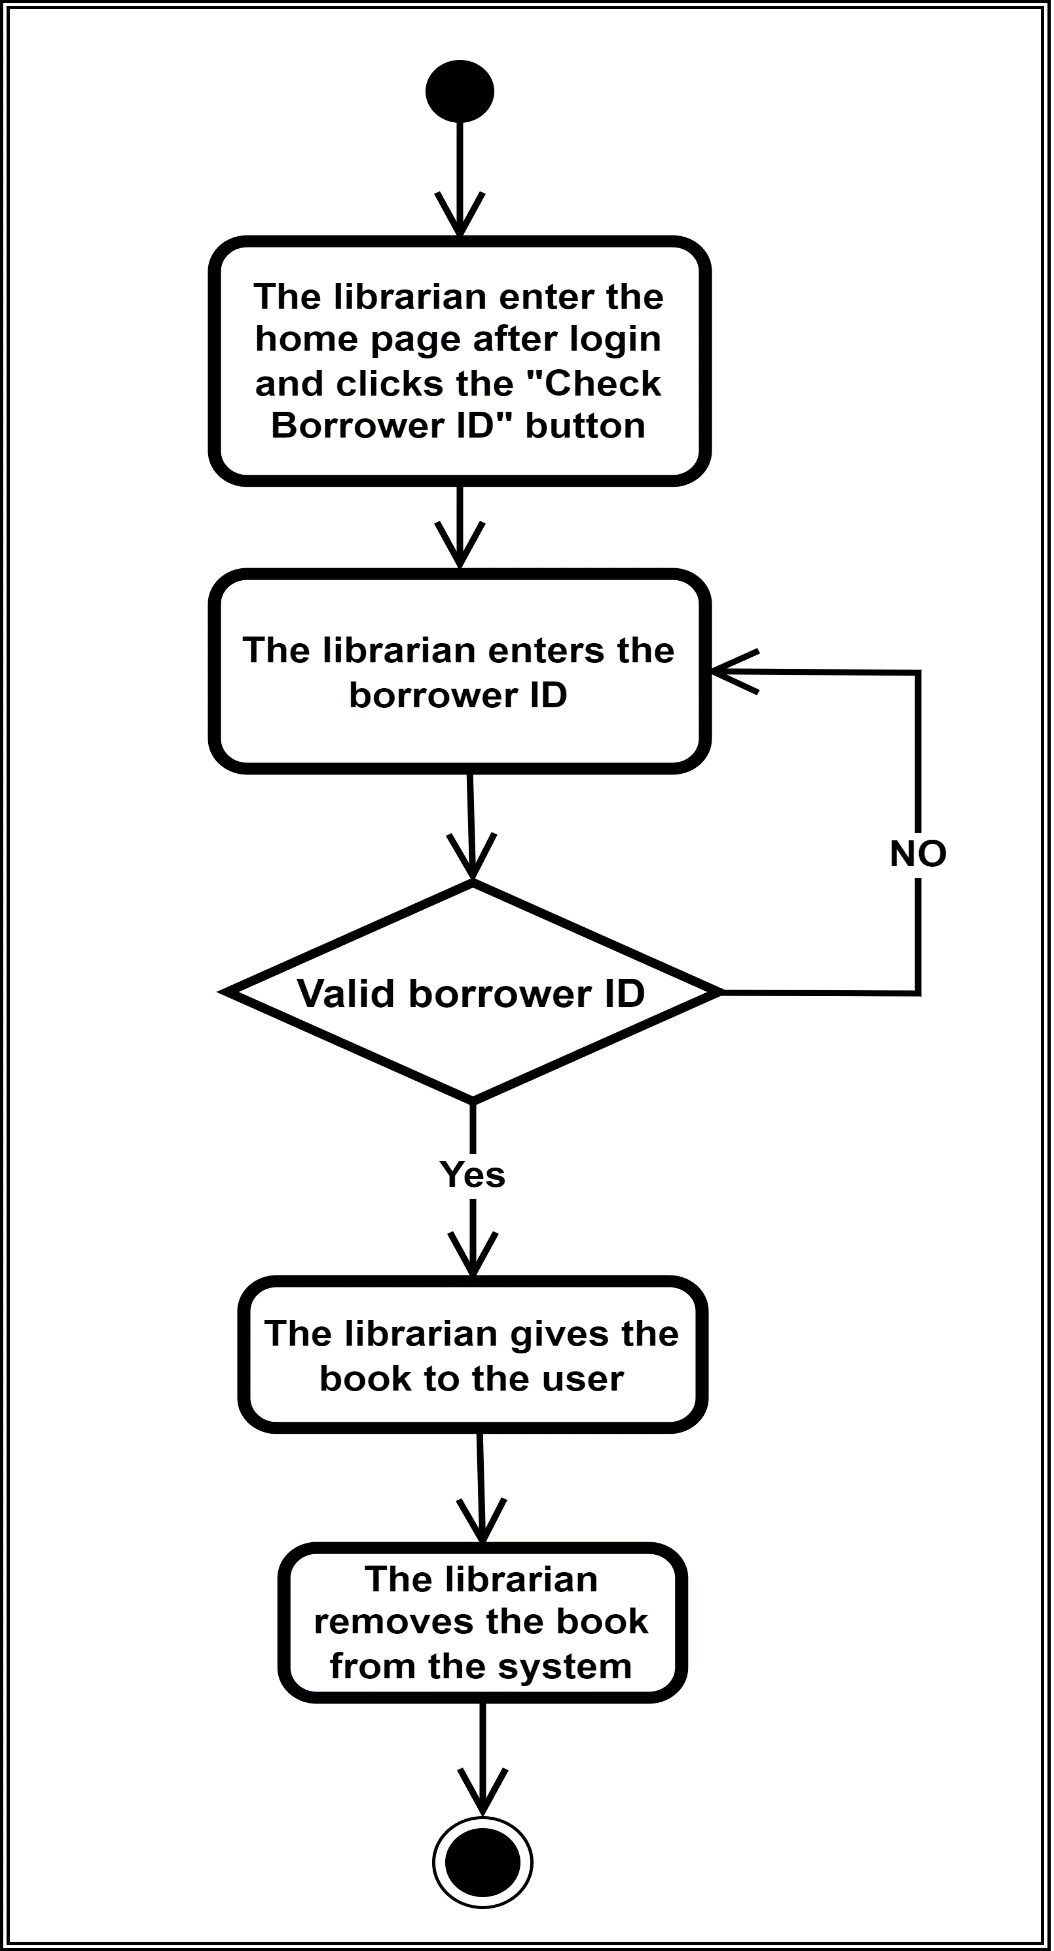 The librarian enter the
home page after login
and clicks the "Check
Borrower ID" button
The librarian enters the
borrower ID
NO
Valid borrower ID
Yes
The librarian gives the
book to the user
The librarian
removes the book
from the system